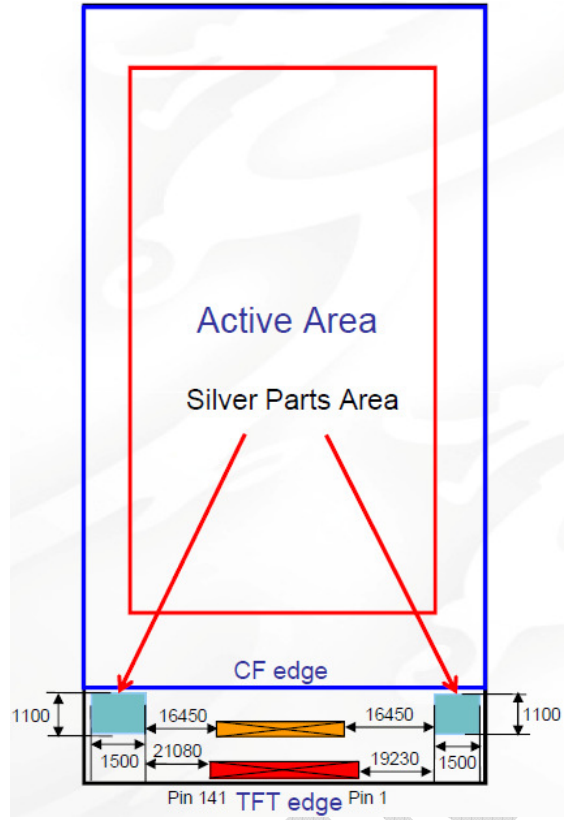 Active Area
Silver Parts Area
CF edge
1100
16450
16450
1100
1500
21080
19230
1500
Pin 141
TFT edge
Pin 1